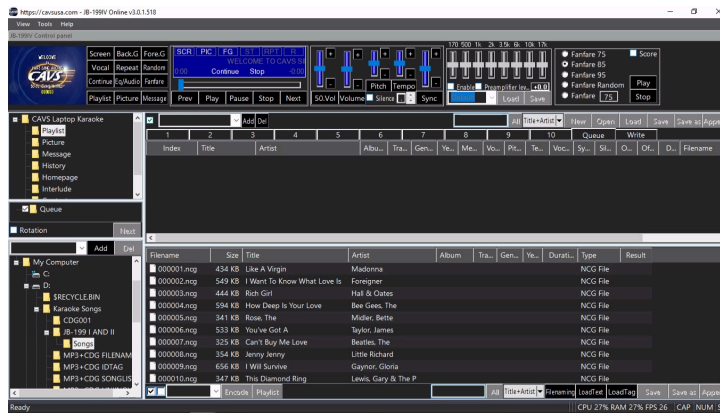 https://cavsusa.com - JB-199IV Online v3.0.1.518
View Tools Help
JB-199IV Control panel
WELCOME
CAVS
Screen Back.G Fore.G
Vocal Repeat Random
Continue Eq/Audio Fanfare
Playlist Picture Message
SCR PIC FG ST RPT R
WELCOME TO CAVS SI
0:00 Continue Stop -0:00
Prev Play Pause Stop Next
50.Vol Volume Silence Pitch Tempo Sync
170 500 1k 2k 3.5k 6k 10k 17k
Enable Preamplifier lev.. +0.0
Load Save
Fanfare 75
Fanfare 85
Fanfare 95
Fanfare Random
Fanfare 75
Score
Play
Stop
CAVS Laptop Karaoke
Playlist
Picture
Message
History
Homepage
Interlude
Queue
Rotation Next
Add Del
My Computer
C:
D:
$RECYCLE.BIN
Karaoke Songs
CDG001
JB-199 I AND II
Songs
MP3+CDG FILENAM
MP3+CDG IDTAG
MP3+CDG SONGLIS
Add Del All Title+Artist New Open Load Save Save as Appe
1 2 3 4 5 6 7 8 9 10 Queue Write
Index Title Artist Albu... Tra... Gen... Ye... Me... Vo... Pit... Te... Voc... Sy... Sil... O... Of... D... Filename
Filename Size Title Artist Album Tra... Gen... Ye... Durati... Type Result
000001.ncg 434 KB Like A Virgin Madonna NCG File
000002.ncg 549 KB I Want To Know What Love Is Foreigner NCG File
000003.ncg 444 KB Rich Girl Hall & Oates NCG File
000004.ncg 594 KB How Deep Is Your Love Bee Gees, The NCG File
000005.ncg 341 KB Rose, The Midler, Bette NCG File
000006.ncg 533 KB You've Got A Taylor, James NCG File
000007.ncg 325 KB Can't Buy Me Love Beatles, The NCG File
000008.ncg 354 KB Jenny Jenny Little Richard NCG File
000009.ncg 656 KB I Will Survive Gaynor, Gloria NCG File
000010.ncg 347 KB This Diamond Ring Lewis, Gary & The P NCG File
Encode Playlist All Title+Artist Filenaming LoadText LoadTag Save Save as Appe
Ready CPU 27% RAM 27% FPS 26 CAP NUM S